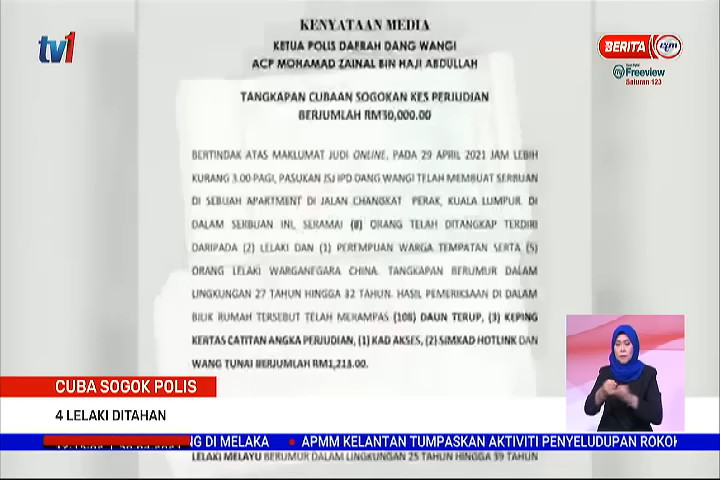 KENYATAAN MEDIA
KETUA POLIS DAERAH DANG WANGI
ACP MOHAMAD ZAINAL BIN HAJI ABDULLAH
TANGKAPAN CUBAAN SOGOKAN KES PERJUDIAN
BERJUMLAH RM30,000.00
tv1
BERITA rtm
Freeview
Saluran 123
BERTINDAK ATAS MAKLUMAT JUDI ONLINE, PADA 29 APRIL 2021 JAM LEBIH
KURANG 3.00 PAGI, PASUKAN JSJ IPD DANG WANGI TELAH MEMBUAT SERBUAN
DI SEBUAH APARTMENT DI JALAN CHANGKAT PERAK, KUALA LUMPUR. DI
DALAM SERBUAN INI, SERAMAI (8) ORANG TELAH DITANGKAP TERDIRI
DARIPADA (2) LELAKI DAN (1) PEREMPUAN WARGA TEMPATAN SERTA (5)
ORANG LELAKI WARGANEGARA CHINA. TANGKAPAN BERUMUR DALAM
LINGKUNGAN 27 TAHUN HINGGA 32 TAHUN. HASIL PEMERIKSAAN DI DALAM
BILIK RUMAH TERSEBUT TELAH MERAMPAS (108) DAUN TERUP, (3) KEPING
KERTAS CATITAN ANGKA PERJUDIAN, (1) KAD AKSES, (2) SIMKAD HOTLINK DAN
WANG TUNAI BERJUMLAH RM1,213.00.
CUBA SOGOK POLIS
4 LELAKI DITAHAN
NG DI MELAKA • APMM KELANTAN TUMPASKAN AKTIVITI PENYELUDUPAN ROKOK
LELAKI MELAYU BERUMUR DALAM LINGKUNGAN 25 TAHUN HINGGA 39 TAHUN